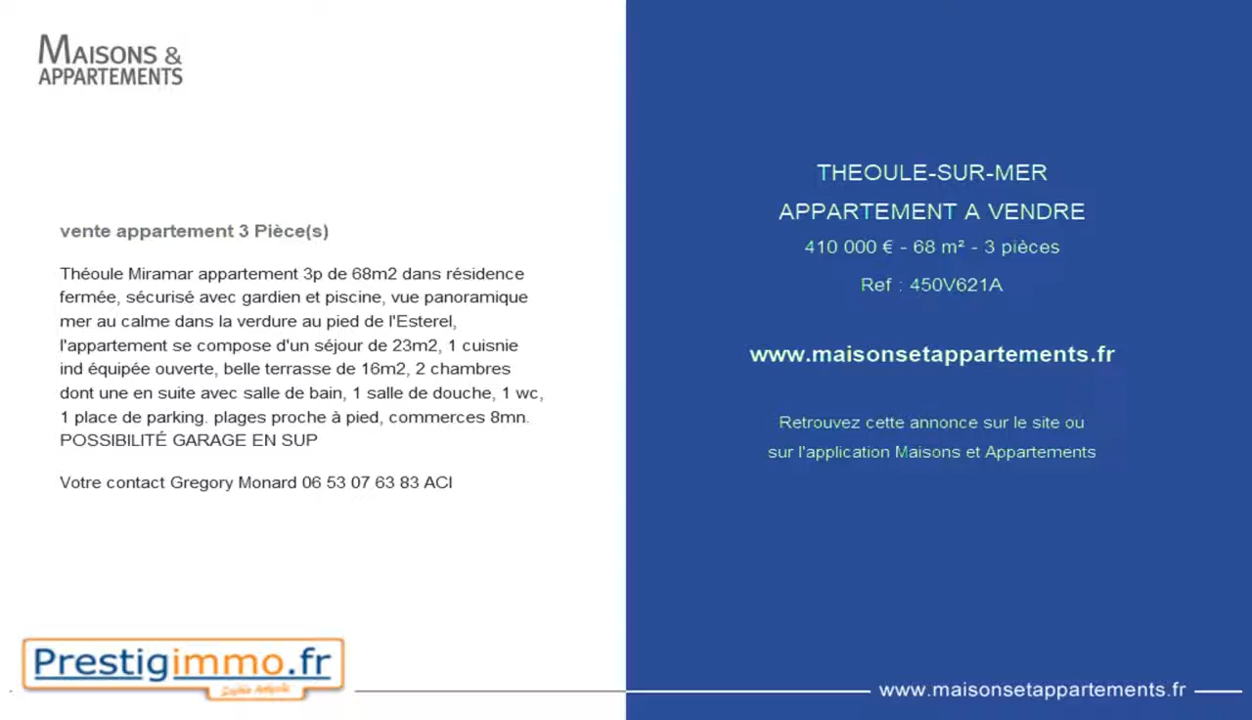 MAISONS &
APPARTEMENTS
vente appartement 3 Pièce(s)
Théoule Miramar appartement 3p de 68m2 dans résidence
fermée, sécurisé avec gardien et piscine, vue panoramique
mer au calme dans la verdure au pied de l'Esterel,
l'appartement se compose d'un séjour de 23m2, 1 cuisnie
ind équipée ouverte, belle terrasse de 16m2, 2 chambres
dont une en suite avec salle de bain, 1 salle de douche, 1 wc,
1 place de parking. plages proche à pied, commerces 8mn.
POSSIBILITÉ GARAGE EN SUP
Votre contact Gregory Monard 06 53 07 63 83 ACI
Prestigimmo.fr
THEOULE-SUR-MER
APPARTEMENT A VENDRE
410 000 € - 68 m² - 3 pièces
Ref : 450V621A
www.maisonsetappartements.fr
Retrouvez cette annonce sur le site ou
sur l'application Maisons et Appartements
www.maisonsetappartements.fr